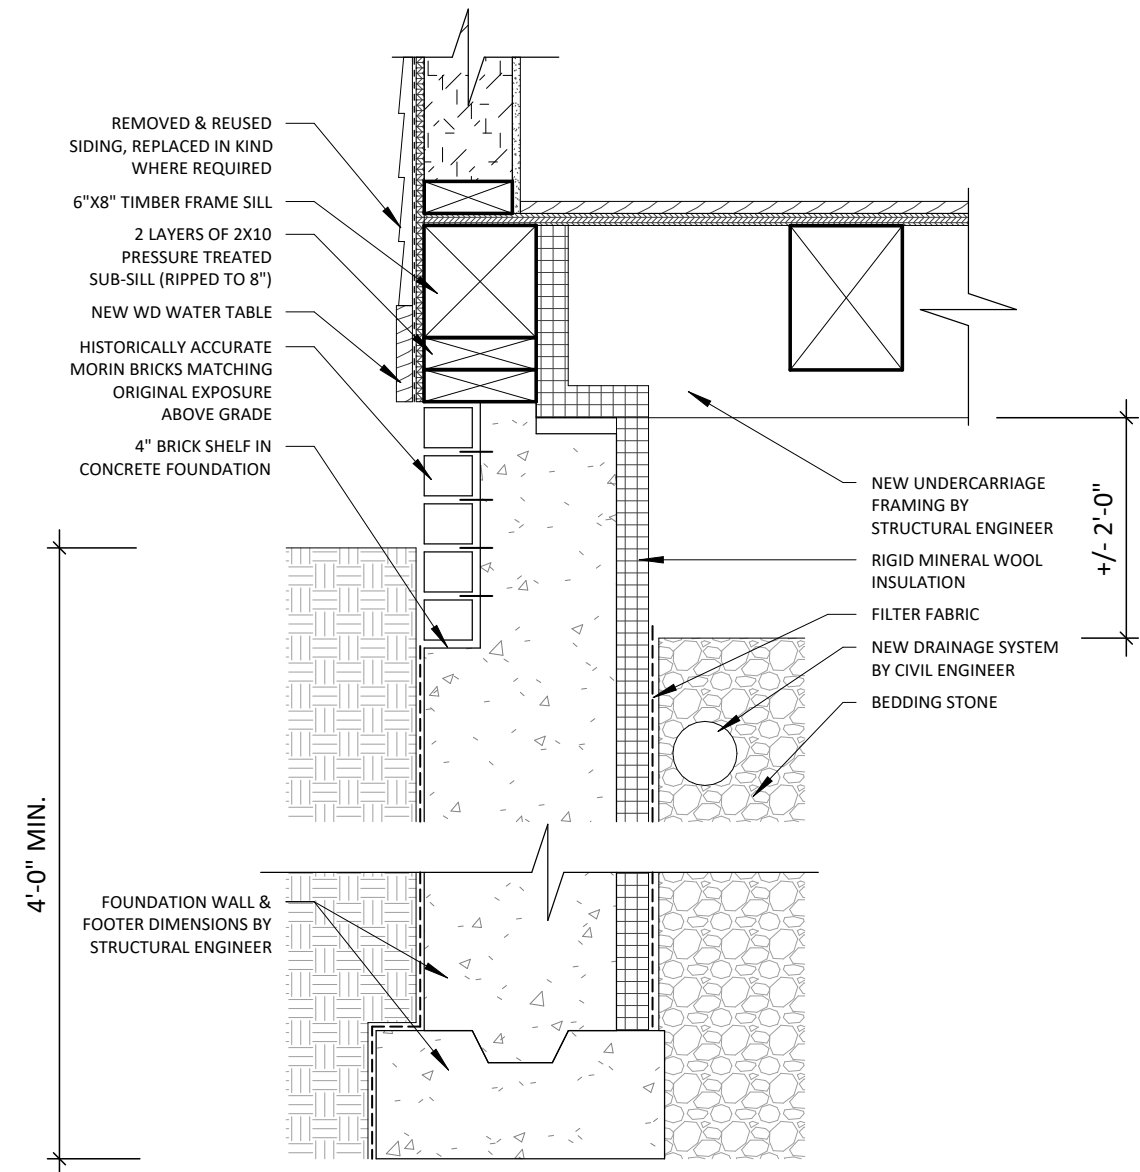 REMOVED & REUSED
SIDING, REPLACED IN KIND
WHERE REQUIRED
6"X8" TIMBER FRAME SILL
2 LAYERS OF 2X10
PRESSURE TREATED
SUB-SILL (RIPPED TO 8")
NEW WD WATER TABLE
HISTORICALLY ACCURATE
MORIN BRICKS MATCHING
ORIGINAL EXPOSURE
ABOVE GRADE
4" BRICK SHELF IN
CONCRETE FOUNDATION
4'-0" MIN.
FOUNDATION WALL &
FOOTER DIMENSIONS BY
STRUCTURAL ENGINEER
+/- 2'-0"
NEW UNDERCARRIAGE
FRAMING BY
STRUCTURAL ENGINEER
RIGID MINERAL WOOL
INSULATION
FILTER FABRIC
NEW DRAINAGE SYSTEM
BY CIVIL ENGINEER
BEDDING STONE